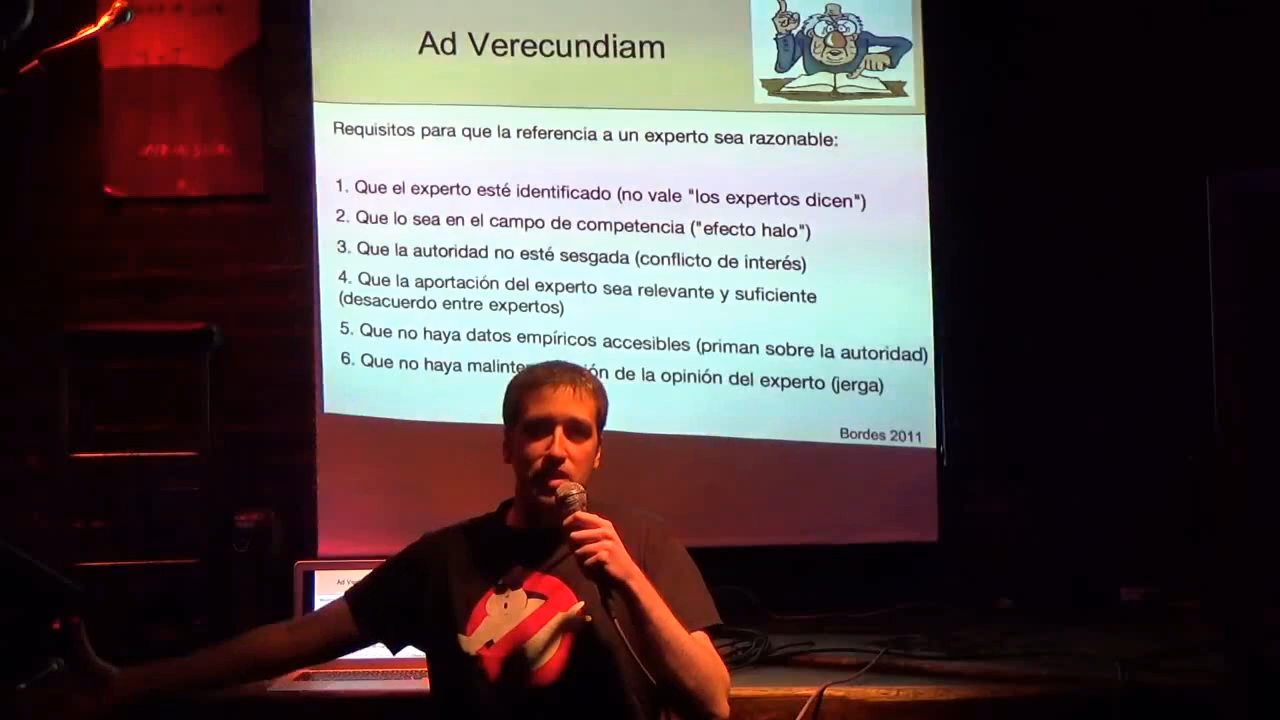 Ad Verecundiam
Requisitos para que la referencia a un experto sea razonable:
1. Que el experto esté identificado (no vale "los expertos dicen")
2. Que lo sea en el campo de competencia ("efecto halo")
3. Que la autoridad no esté sesgada (conflicto de interés)
4. Que la aportación del experto sea relevante y suficiente
(desacuerdo entre expertos)
5. Que no haya datos empíricos accesibles (priman sobre la autoridad)
6. Que no haya de la opinión del experto (jerga)
Bordes 2011